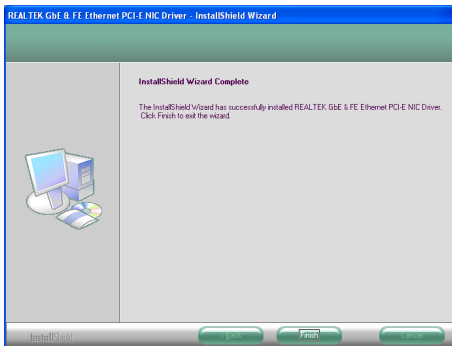 REALTEK GbE & FE Ethernet PCI-E NIC Driver - InstallShield Wizard
InstallShield Wizard Complete
The InstallShield Wizard has successfully installed REALTEK GbE & FE Ethernet PCI-E NIC Driver.
Click Finish to exit the wizard.
InstallShield
< Back
Finish
Cancel